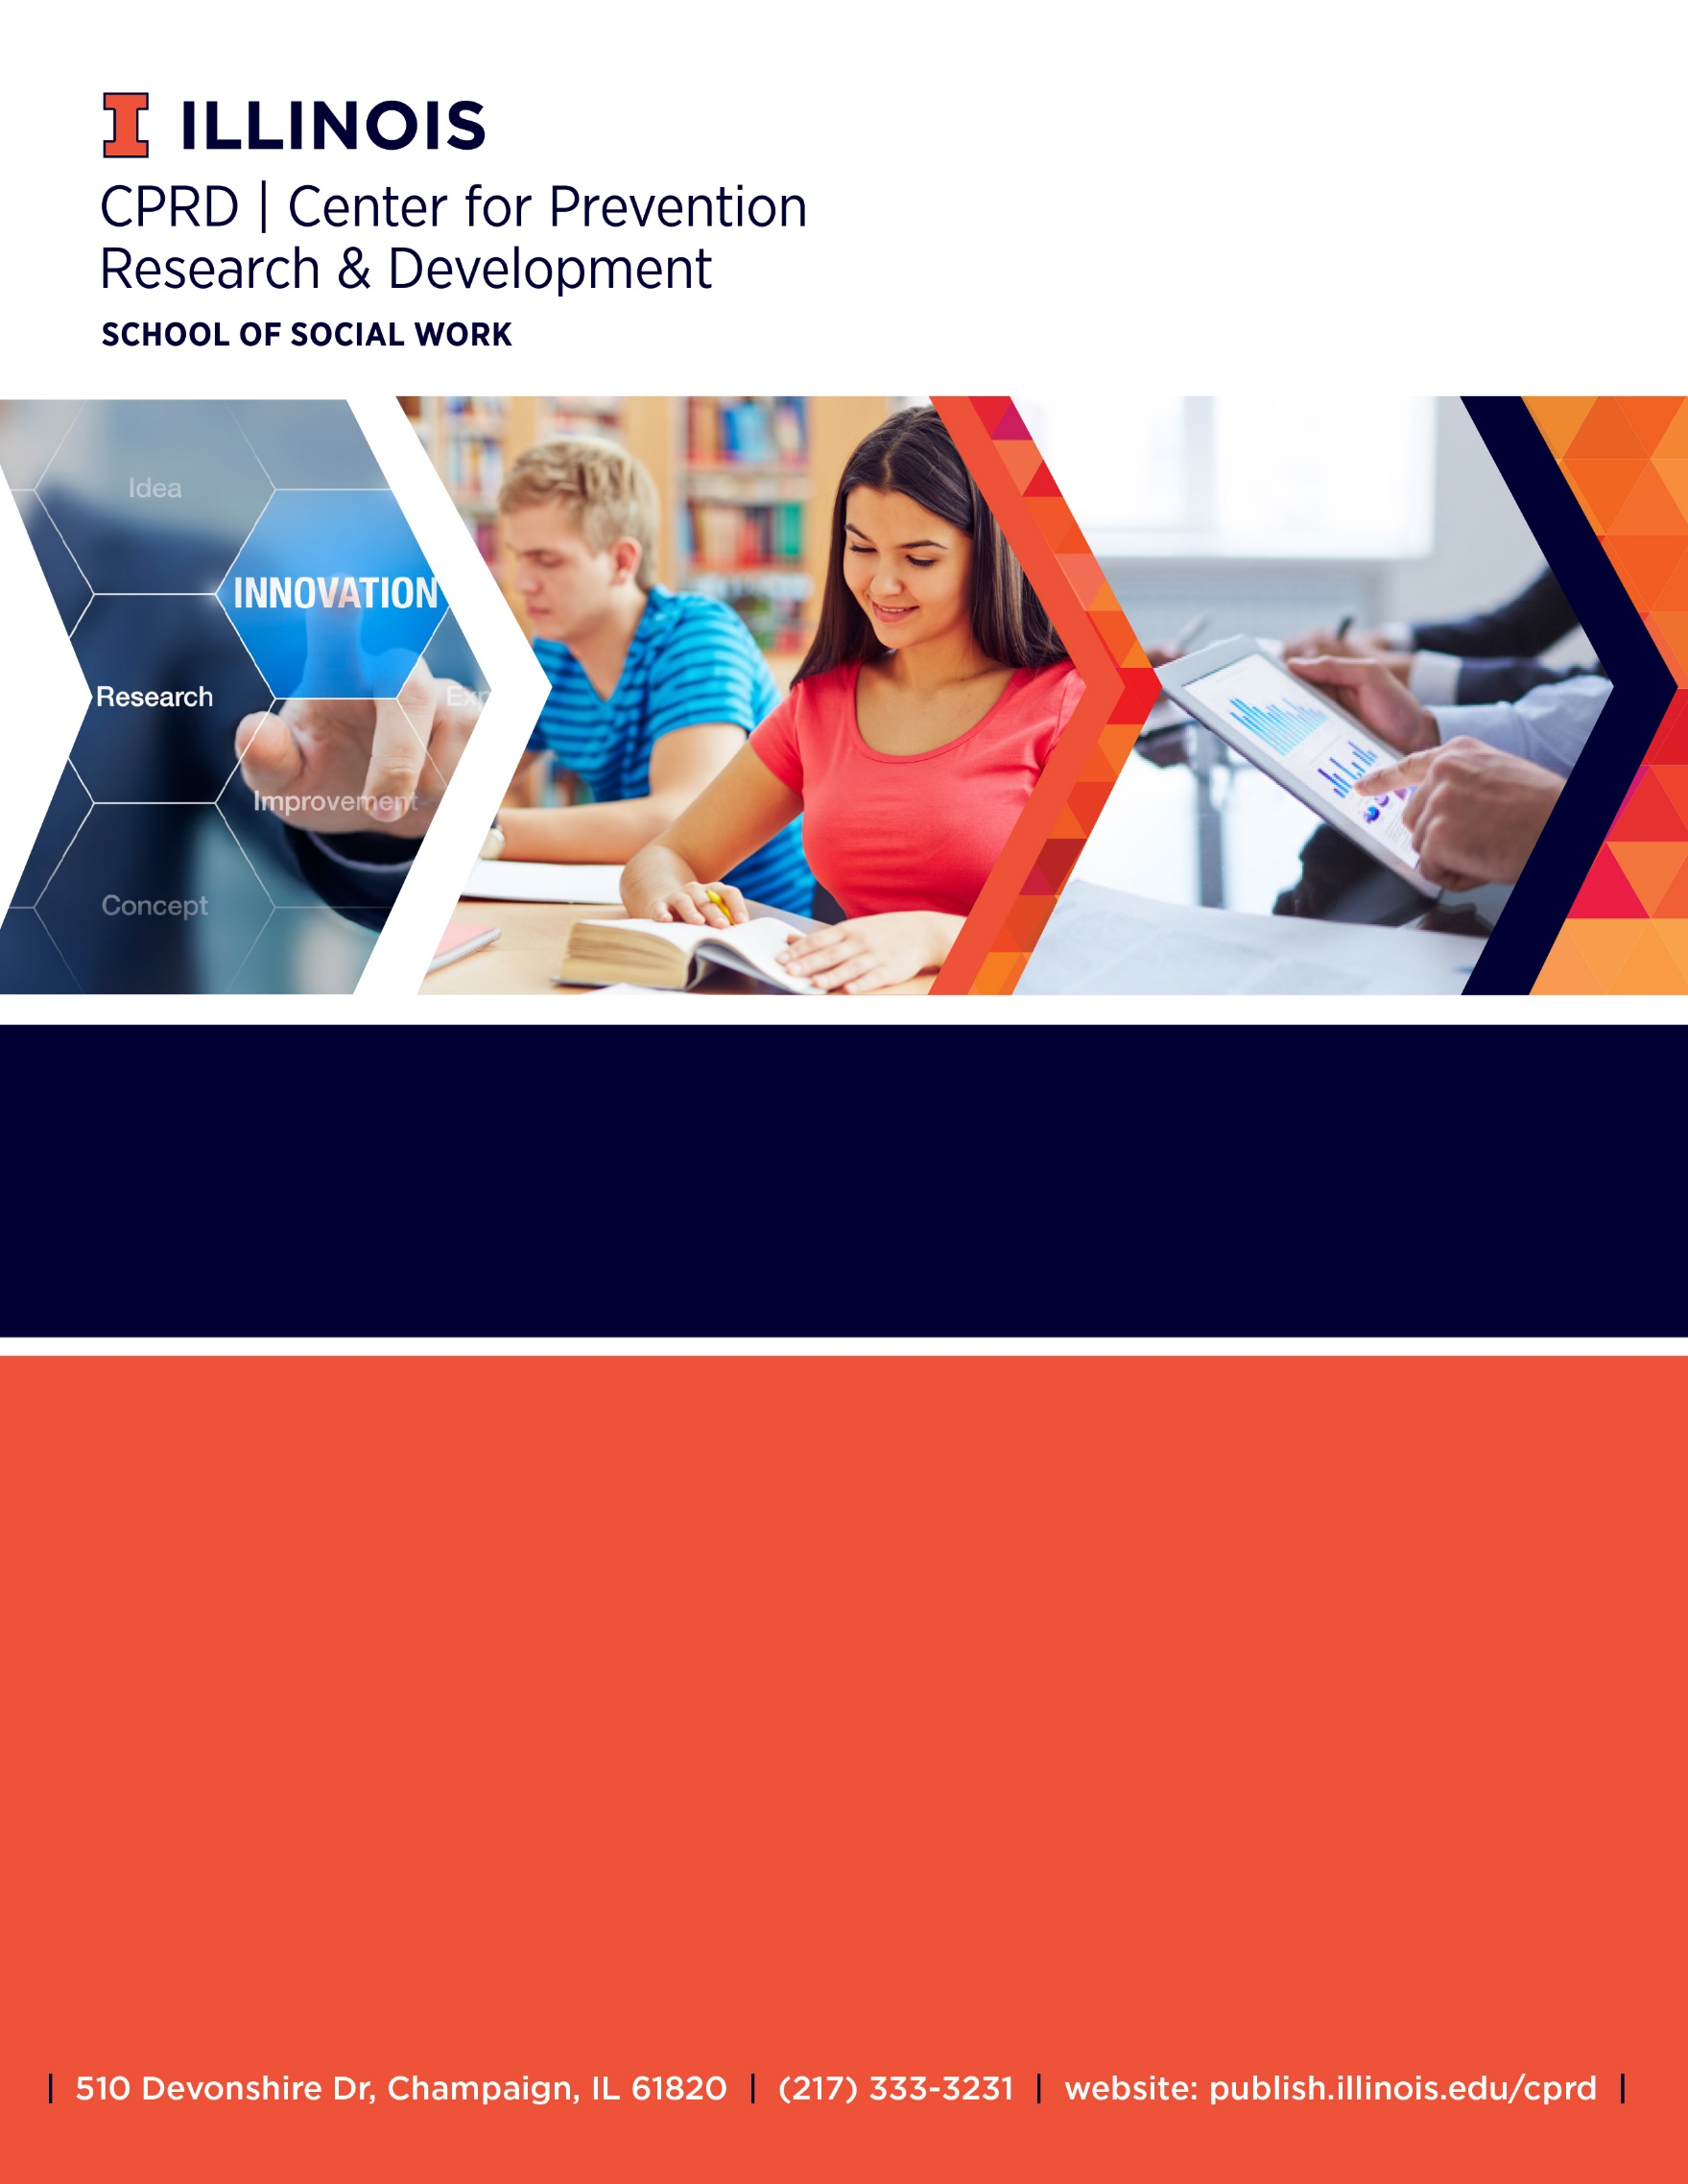 I ILLINOIS
CPRD | Center for Prevention
Research & Development
SCHOOL OF SOCIAL WORK
Idea
INNOVATION
Research
Improvement
Concept
| 510 Devonshire Dr, Champaign, IL 61820 | (217) 333-3231 | website: publish.illinois.edu/cprd |